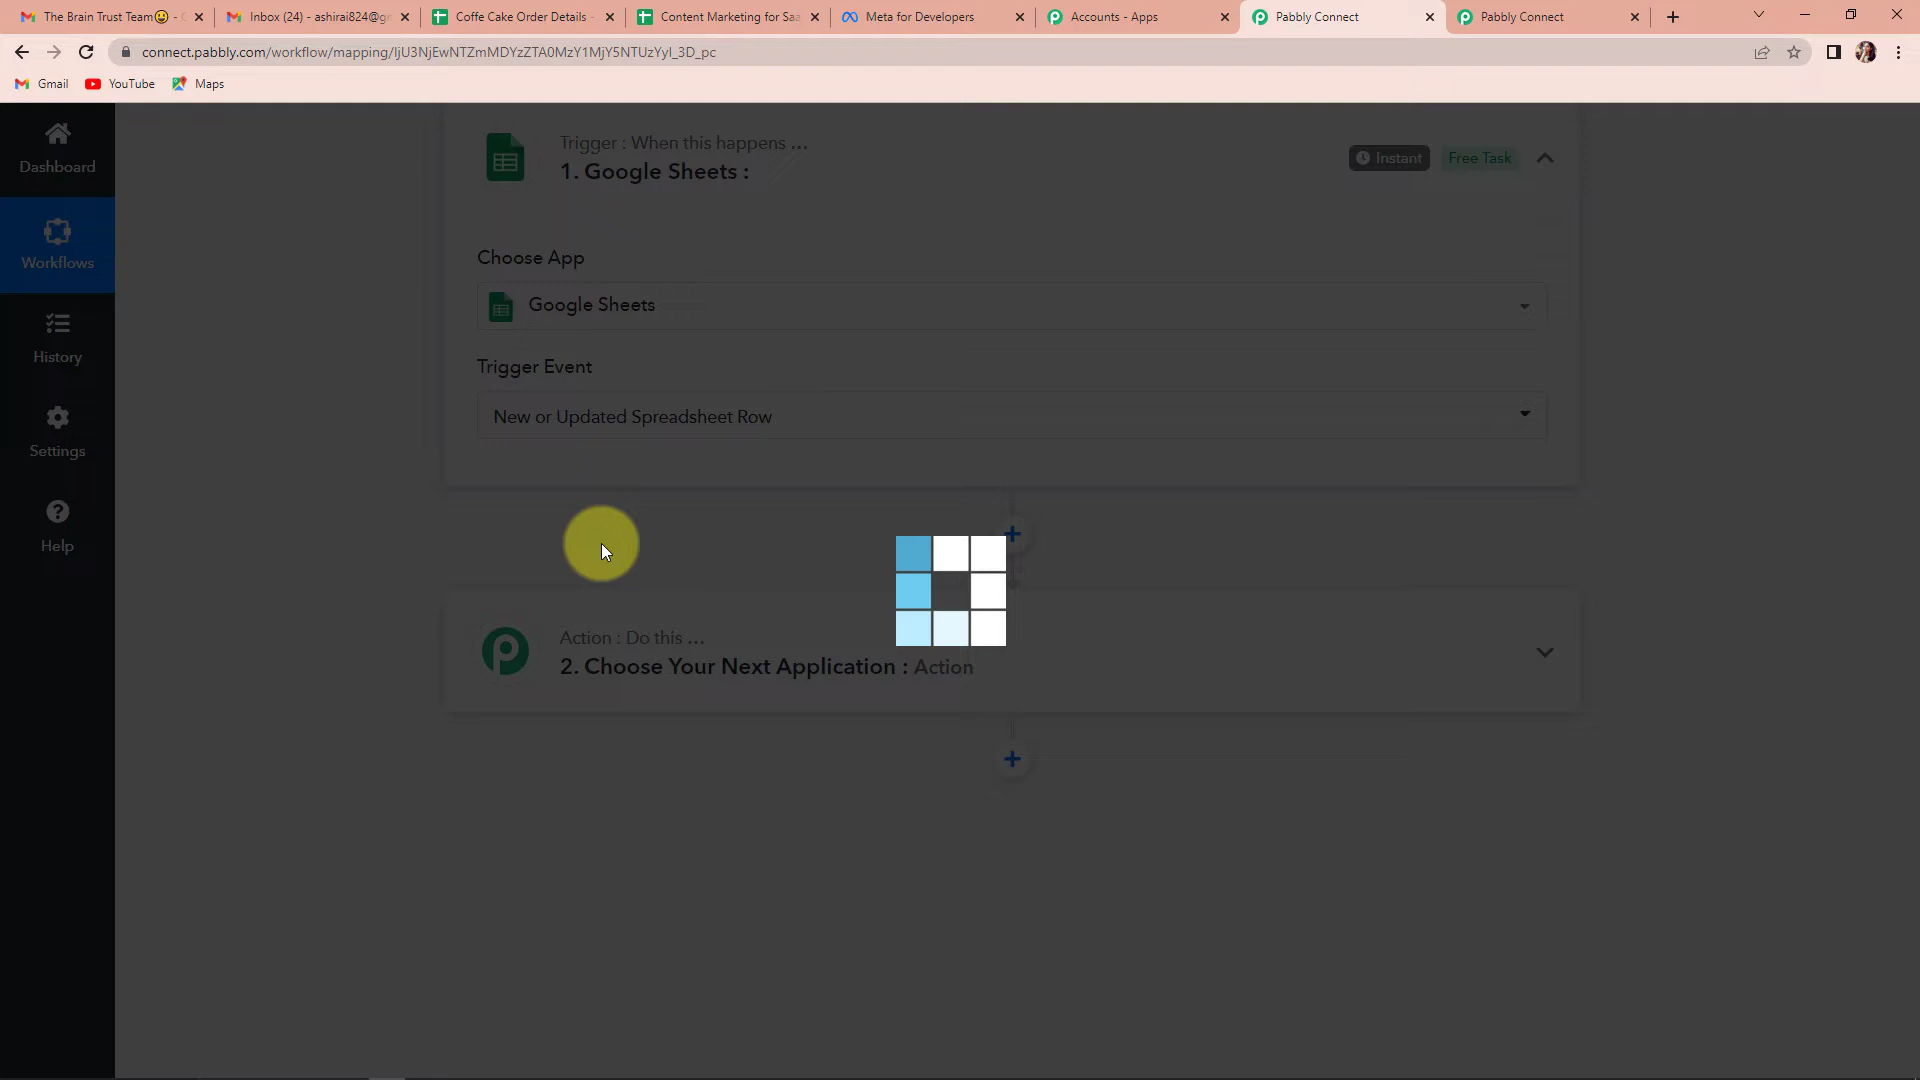 The Brain Trust Team😃 - C
Inbox (24) - ashirai824@gm
Coffe Cake Order Details -
Content Marketing for Saa
Meta for Developers
Accounts - Apps
Pabbly Connect
Pabbly Connect
connect.pabbly.com/workflow/mapping/IjU3NjEwNTZmMDYzZTA0MzY1MjY5NTUzYyI_3D_pc
Gmail
YouTube
Maps
Dashboard
Workflows
History
Settings
Help
Trigger : When this happens ...
1. Google Sheets :
Instant
Free Task
Choose App
Google Sheets
Trigger Event
New or Updated Spreadsheet Row
Action : Do this ...
2. Choose Your Next Application : Action